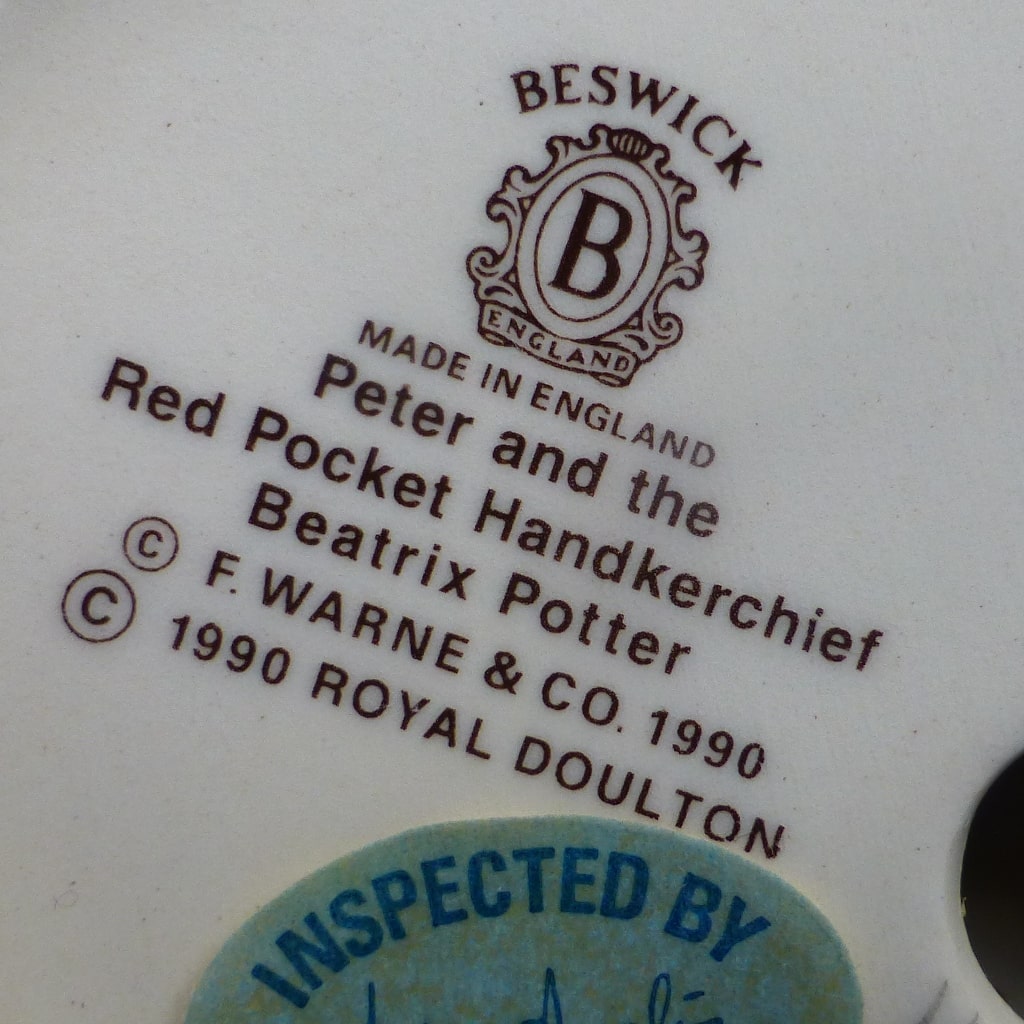 BESWICK
B
ENGLAND
MADE IN ENGLAND
Peter and the
Red Pocket Handkerchief
Beatrix Potter
© F. WARNE & CO. 1990
© 1990 ROYAL DOULTON
INSPECTED BY